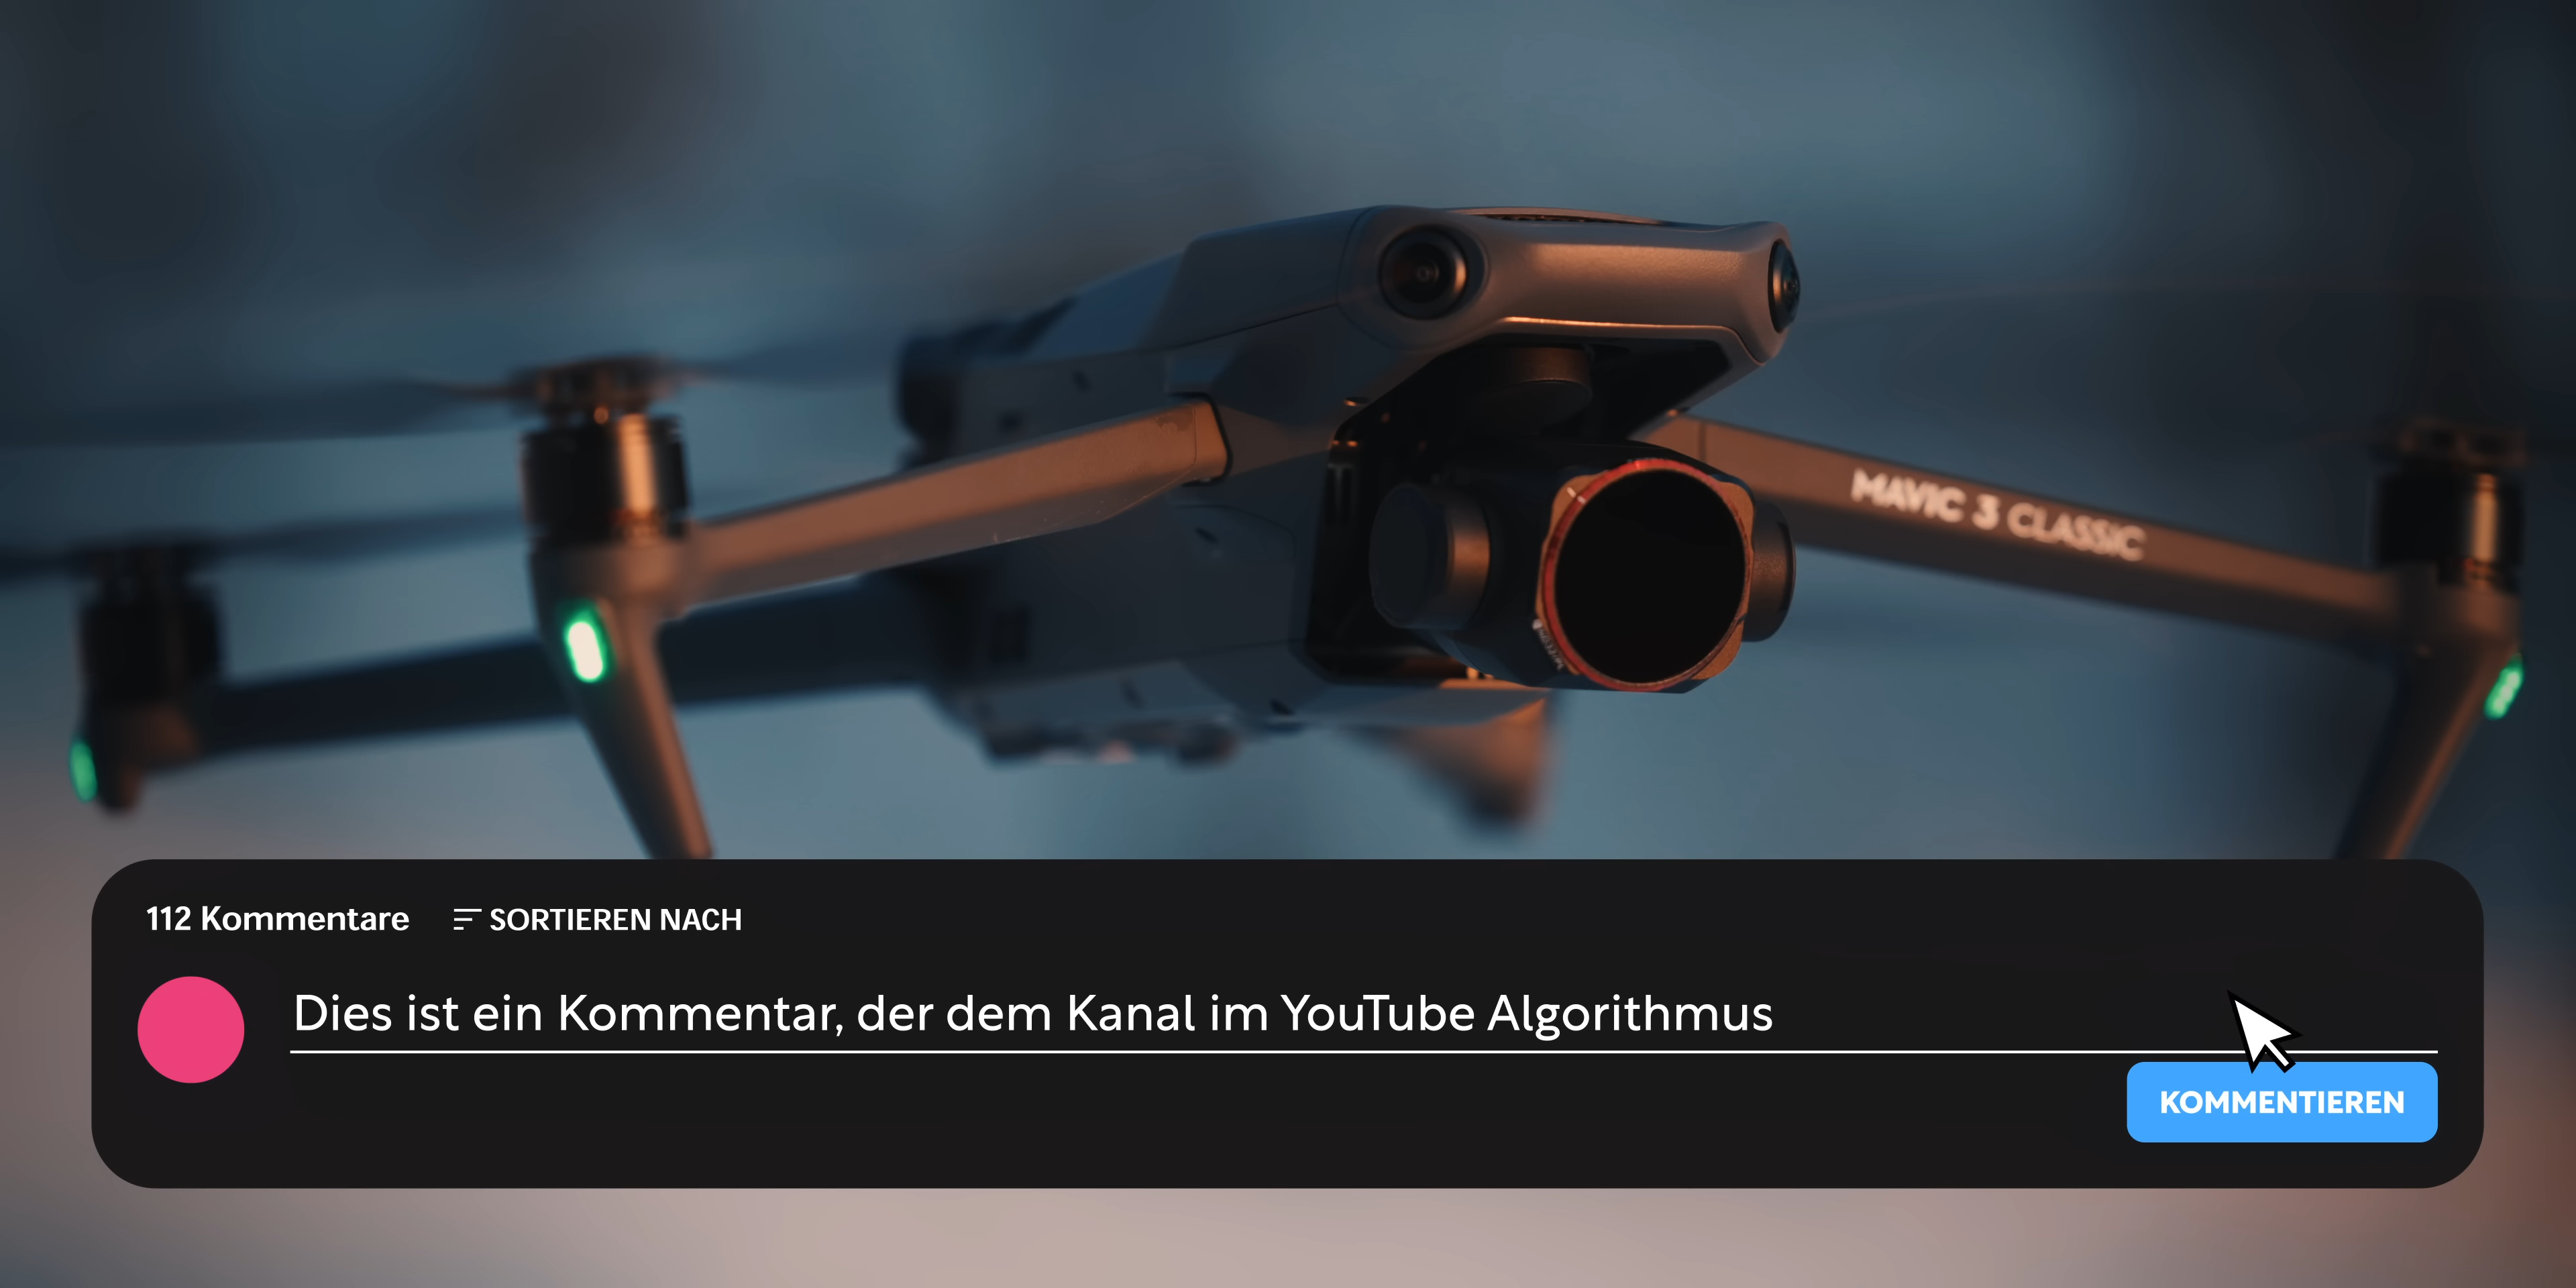 MAVIC 3 CLASSIC
112 Kommentare SORTIEREN NACH
Dies ist ein Kommentar, der dem Kanal im YouTube Algorithmus
KOMMENTIEREN